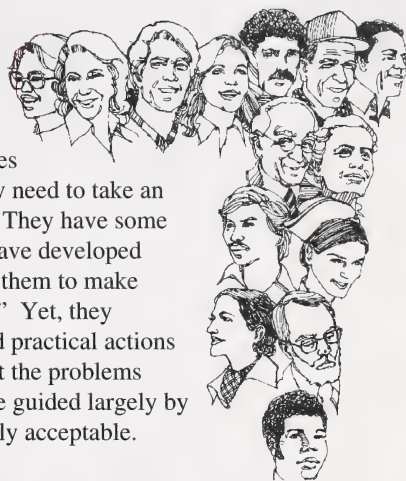 es
y need to take an
They have some
ave developed
them to make
” Yet, they
d practical actions
t the problems
e guided largely by
ly acceptable.